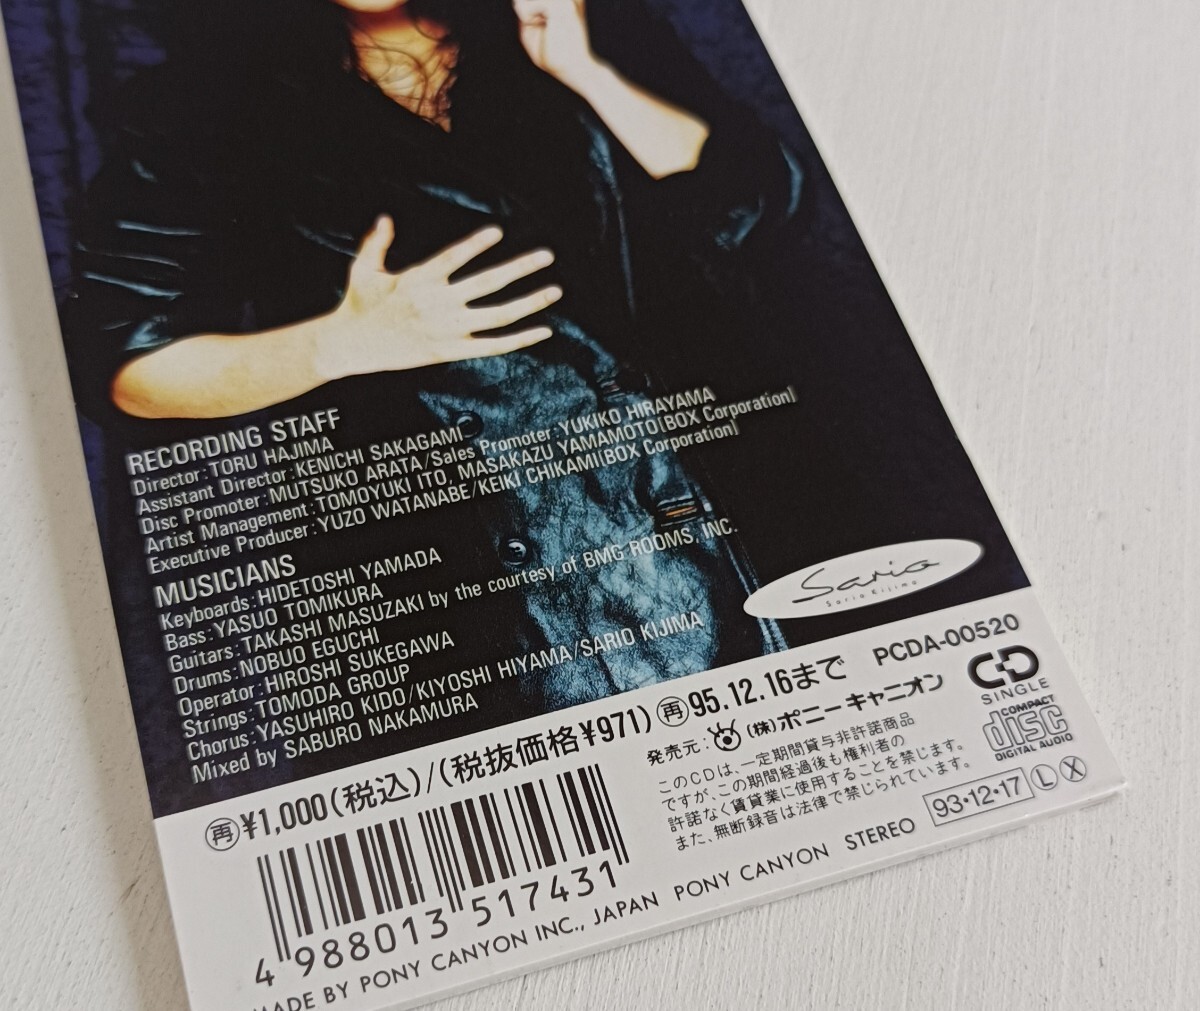 RECORDING STAFF
Director:TORU HAJIMA
Assistant Director:KENICHI SAKAGAMI
Disc Promoter:MUTSUKO ARATA/Sales Promoter:YUKIKO HIRAYAMA
Artist Management:TOMOYUKI ITO, MASAKAZU YAMAMOTO[BOX Corporation]
Executive Producer:YUZO WATANABE/KEIKI CHIKAMI[BOX Corporation]
MUSICIANS
Keyboards:HIDETOSHI YAMADA
Bass:YASUO TOMIKURA
Guitars:TAKASHI MASUZAKI by the courtesy of BMG ROOMS, INC.
Drums:NOBUO EGUCHI
Operator:HIROSHI SUKEGAWA
Strings:TOMODA GROUP
Chorus:YASUHIRO KIDO/KIYOSHI HIYAMA/SARIO KIJIMA
Mixed by SABURO NAKAMURA
Sario
Sario Kijima
PCDA-00520
再¥1,000(税込)/(税抜価格¥971) 再95.12.16まで
発売元:(株)ポニーキャニオン
CD
SINGLE
COMPACT
disc
DIGITAL AUDIO
このCDは、一定期間貸与非許諾商品
ですが、この期間経過後も権利者の
許諾なく賃貸業に使用することを禁じます。
また、無断録音は法律で禁じられています。
4 988013 517431
MADE BY PONY CANYON INC., JAPAN PONY CANYON STEREO 93・12・17 L X